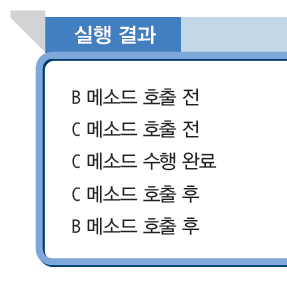 실행 결과
B 메소드 호출 전
C 메소드 호출 전
C 메소드 수행 완료
C 메소드 호출 후
B 메소드 호출 후